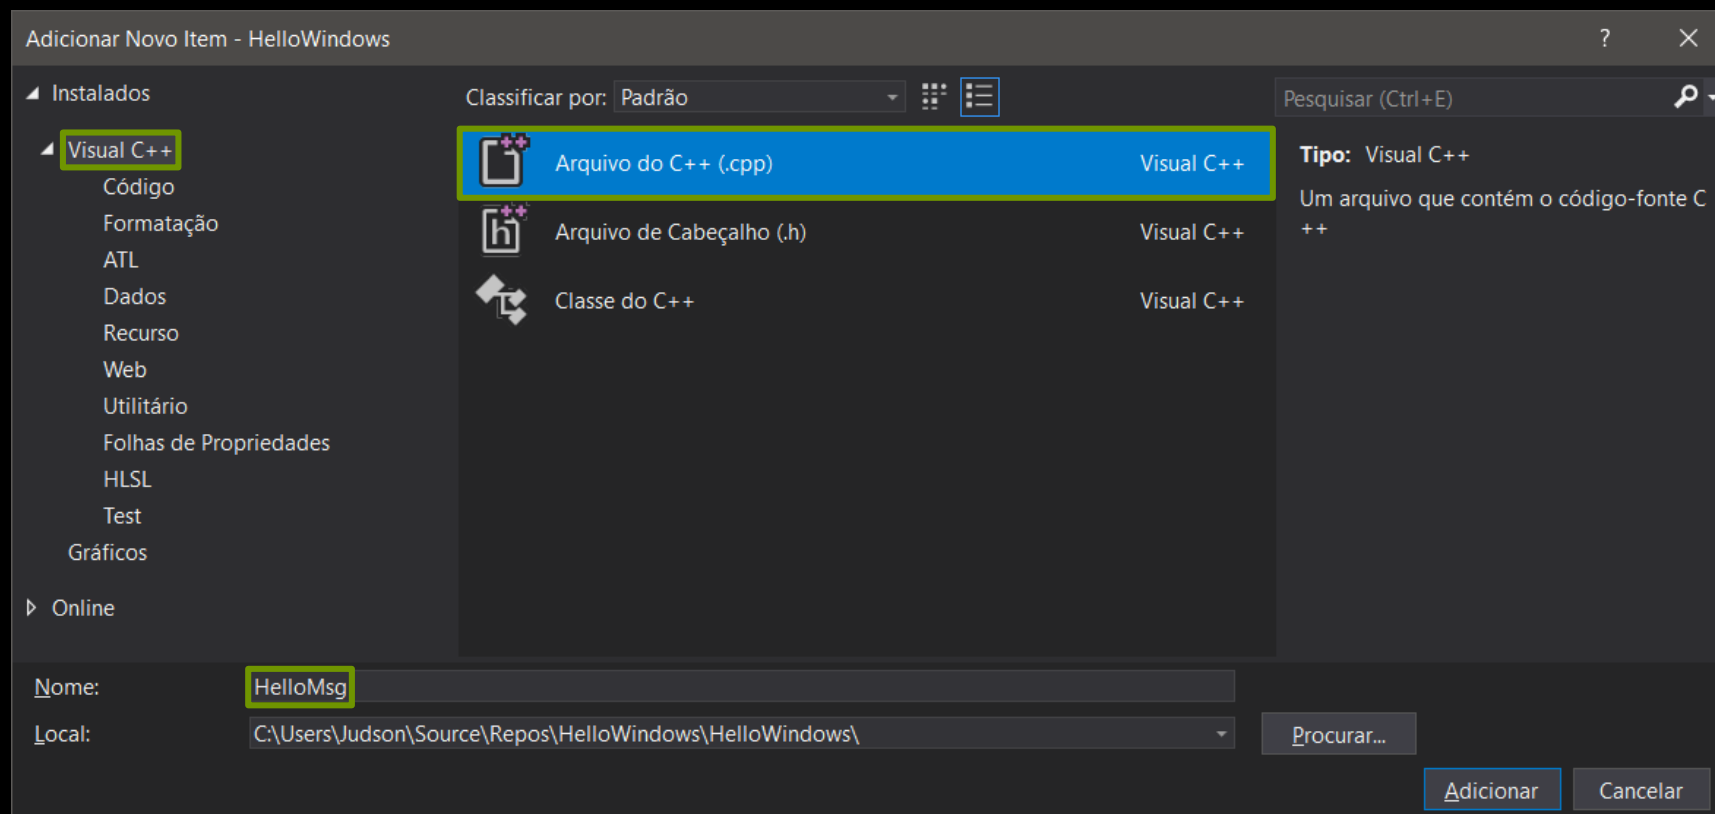 Adicionar Novo Item - HelloWindows
?
Instalados
Visual C++
Código
Formatação
ATL
Dados
Recurso
Web
Utilitário
Folhas de Propriedades
HLSL
Test
Gráficos
Online
Classificar por: Padrão
Arquivo do C++ (.cpp) Visual C++
Arquivo de Cabeçalho (.h) Visual C++
Classe do C++ Visual C++
Pesquisar (Ctrl+E)
Tipo: Visual C++
Um arquivo que contém o código-fonte C
++
Nome: HelloMsg
Local: C:\Users\Judson\Source\Repos\HelloWindows\HelloWindows\
Procurar...
Adicionar Cancelar